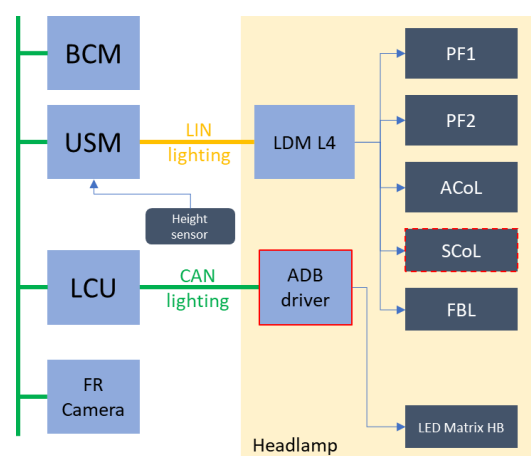 BCM
PF1
PF2
USM
LIN
lighting
LDM L4
ACoL
Height
sensor
SCoL
LCU
CAN
lighting
ADB
driver
FBL
FR
Camera
LED Matrix HB
Headlamp